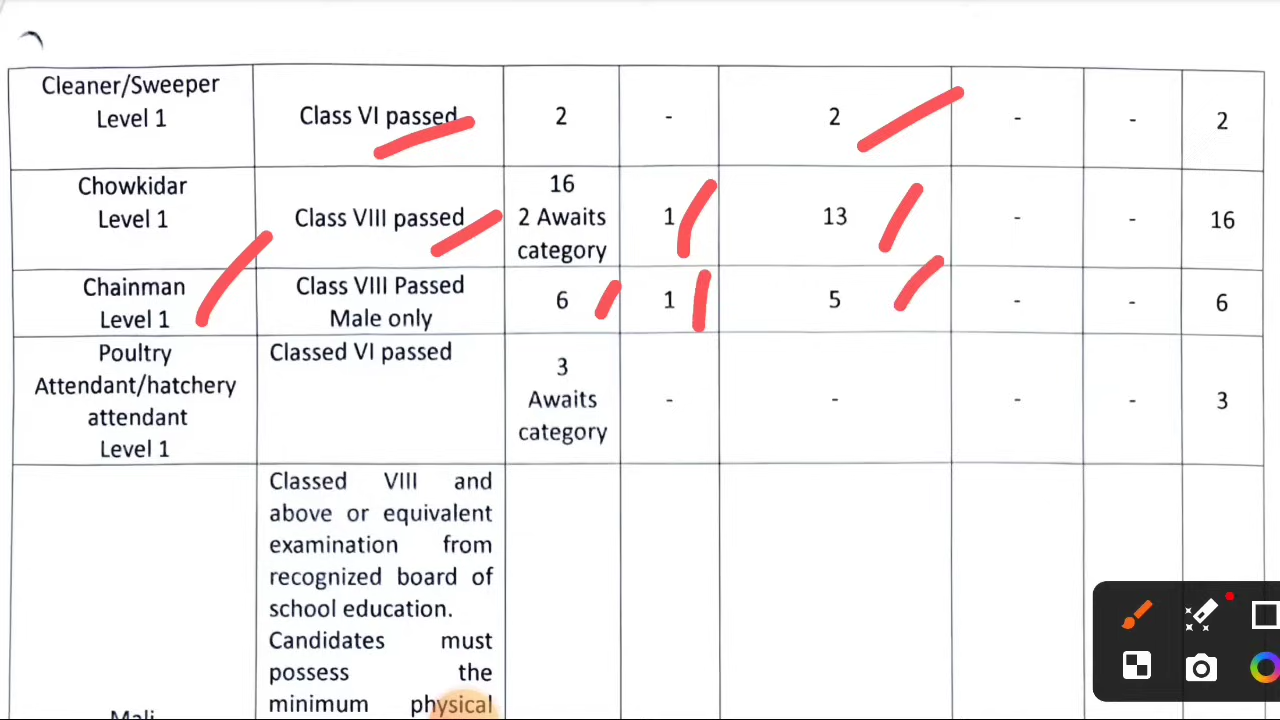 Cleaner/Sweeper
Level 1
Class VI passed
2
-
2
-
-
2
Chowkidar
Level 1
Class VIII passed
16
2 Awaits
category
1
13
-
-
16
Chainman
Level 1
Class VIII Passed
Male only
6
1
5
-
-
6
Poultry
Attendant/hatchery
attendant
Level 1
Classed VI passed
3
Awaits
category
-
-
-
-
3
Mali
Classed VIII and
above or equivalent
examination from
recognized board of
school education.
Candidates must
possess the
minimum physical